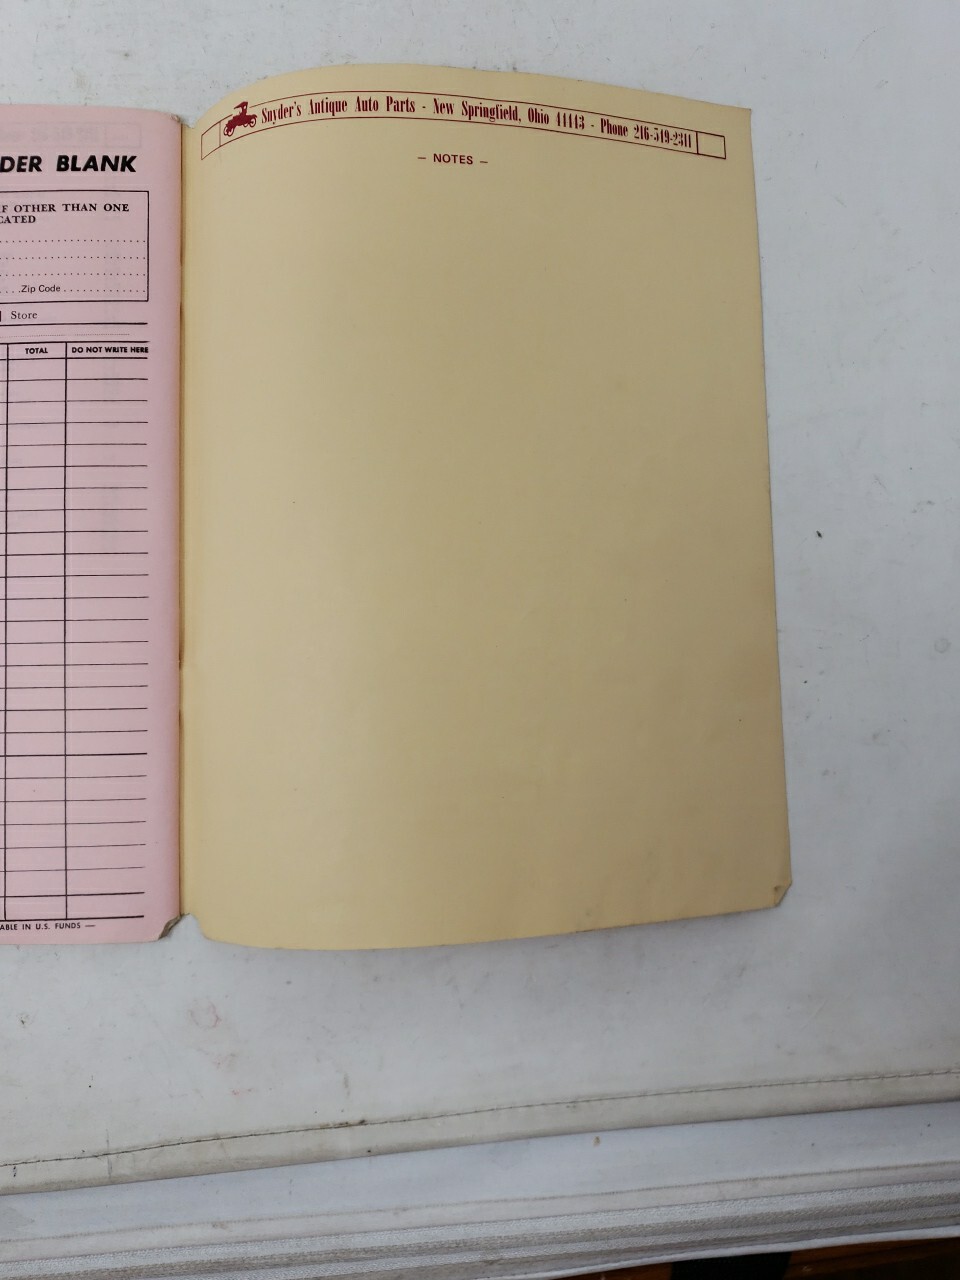 DER BLANK
F OTHER THAN ONE
CATED
....Zip Code..............
Store
TOTAL DO NOT WRITE HERE
ABLE IN U.S. FUNDS —
Snyder's Antique Auto Parts - New Springfield, Ohio 44443 - Phone 216-549-2311
— NOTES —